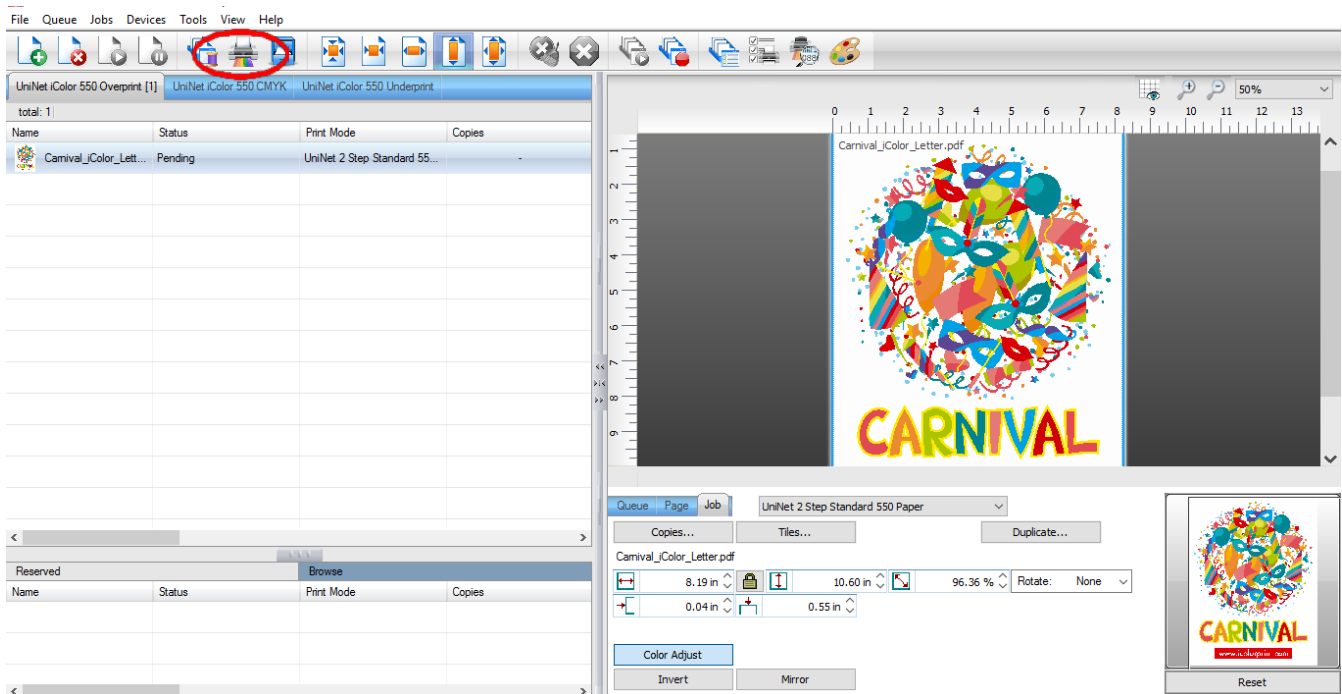 File Queue Jobs Devices Tools View Help
UniNet iColor 550 Overprint [1] UniNet iColor 550 CMYK UniNet iColor 550 Underprint
total: 1
Name Status Print Mode Copies
Carnival_iColor_Lett... Pending UniNet 2 Step Standard 55... -
50%
0 1 2 3 4 5 6 7 8 9 10 11 12 13
1
2
3
4
5
6
7
8
9
Carnival_iColor_Letter.pdf
CARNIVAL
Queue Page Job UniNet 2 Step Standard 550 Paper
Copies... Tiles... Duplicate...
Carnival_iColor_Letter.pdf
8.19 in 10.60 in 96.36 % Rotate: None
0.04 in 0.55 in
Color Adjust
Invert Mirror
CARNIVAL
Reset
Reserved Browse
Name Status Print Mode Copies